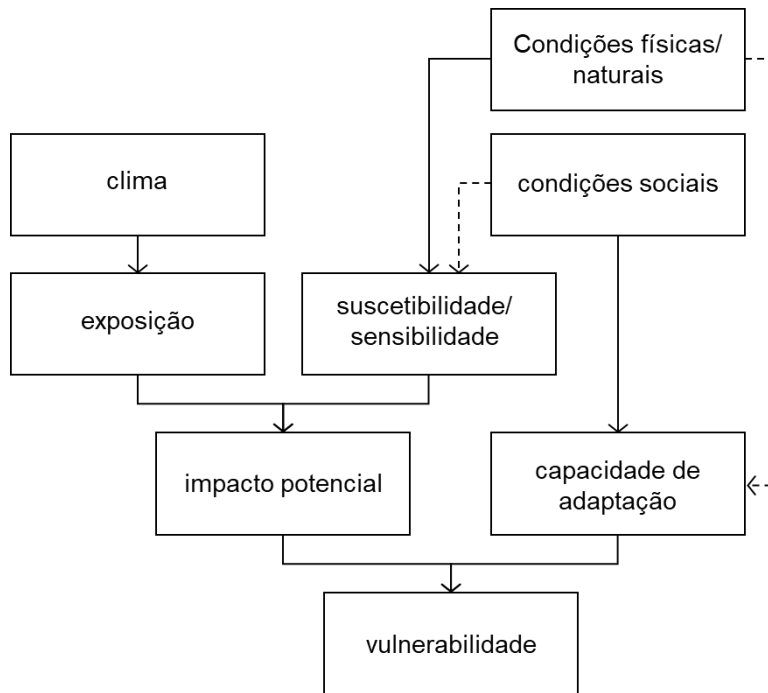 Condições físicas/
naturais
clima
condições sociais
exposição
suscetibilidade/
sensibilidade
impacto potencial
capacidade de
adaptação
vulnerabilidade